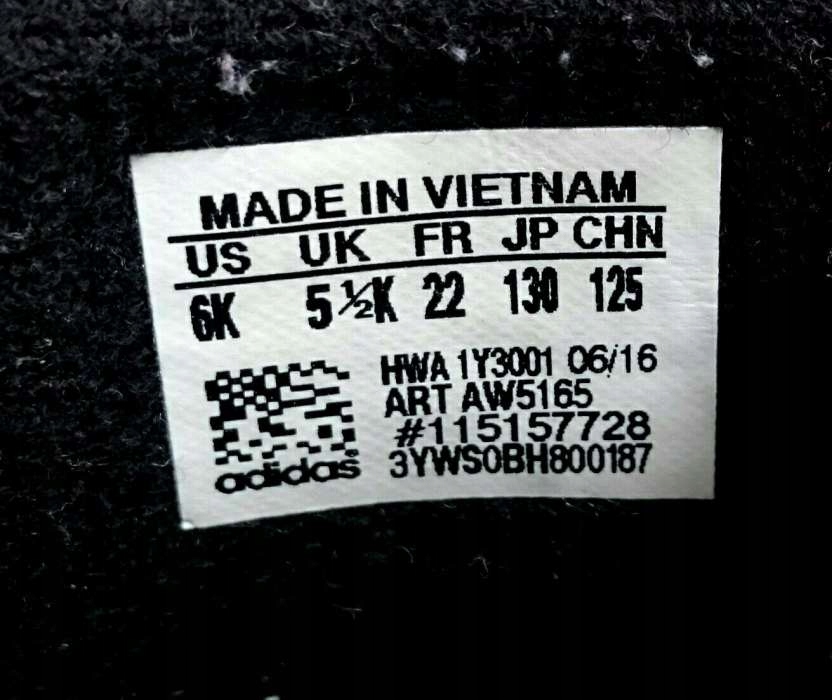 MADE IN VIETNAM
US UK FR JP CHN
6K 5½K 22 130 125
HWA 1Y3001 06/16
ART AW5165
#115157728
adidas® 3YWS0BH800187